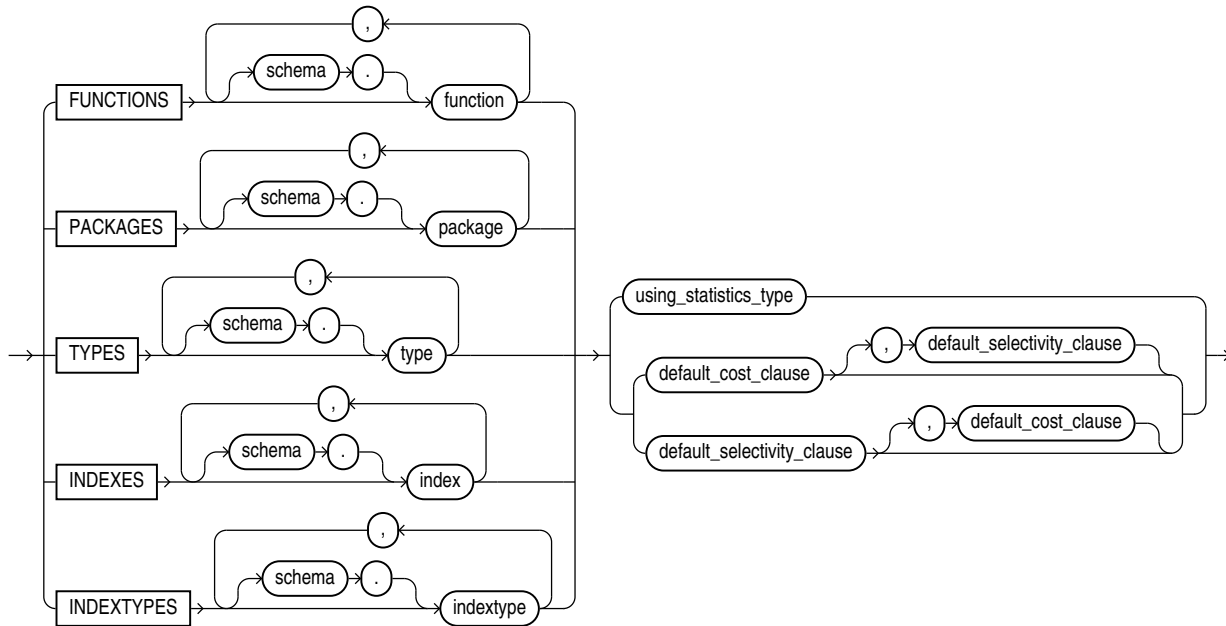 ,
schema .
FUNCTIONS function
,
schema .
PACKAGES package
,
schema .
TYPES type
,
schema .
INDEXES index
,
schema .
INDEXTYPES indextype
using_statistics_type
, default_selectivity_clause
default_cost_clause
, default_cost_clause
default_selectivity_clause